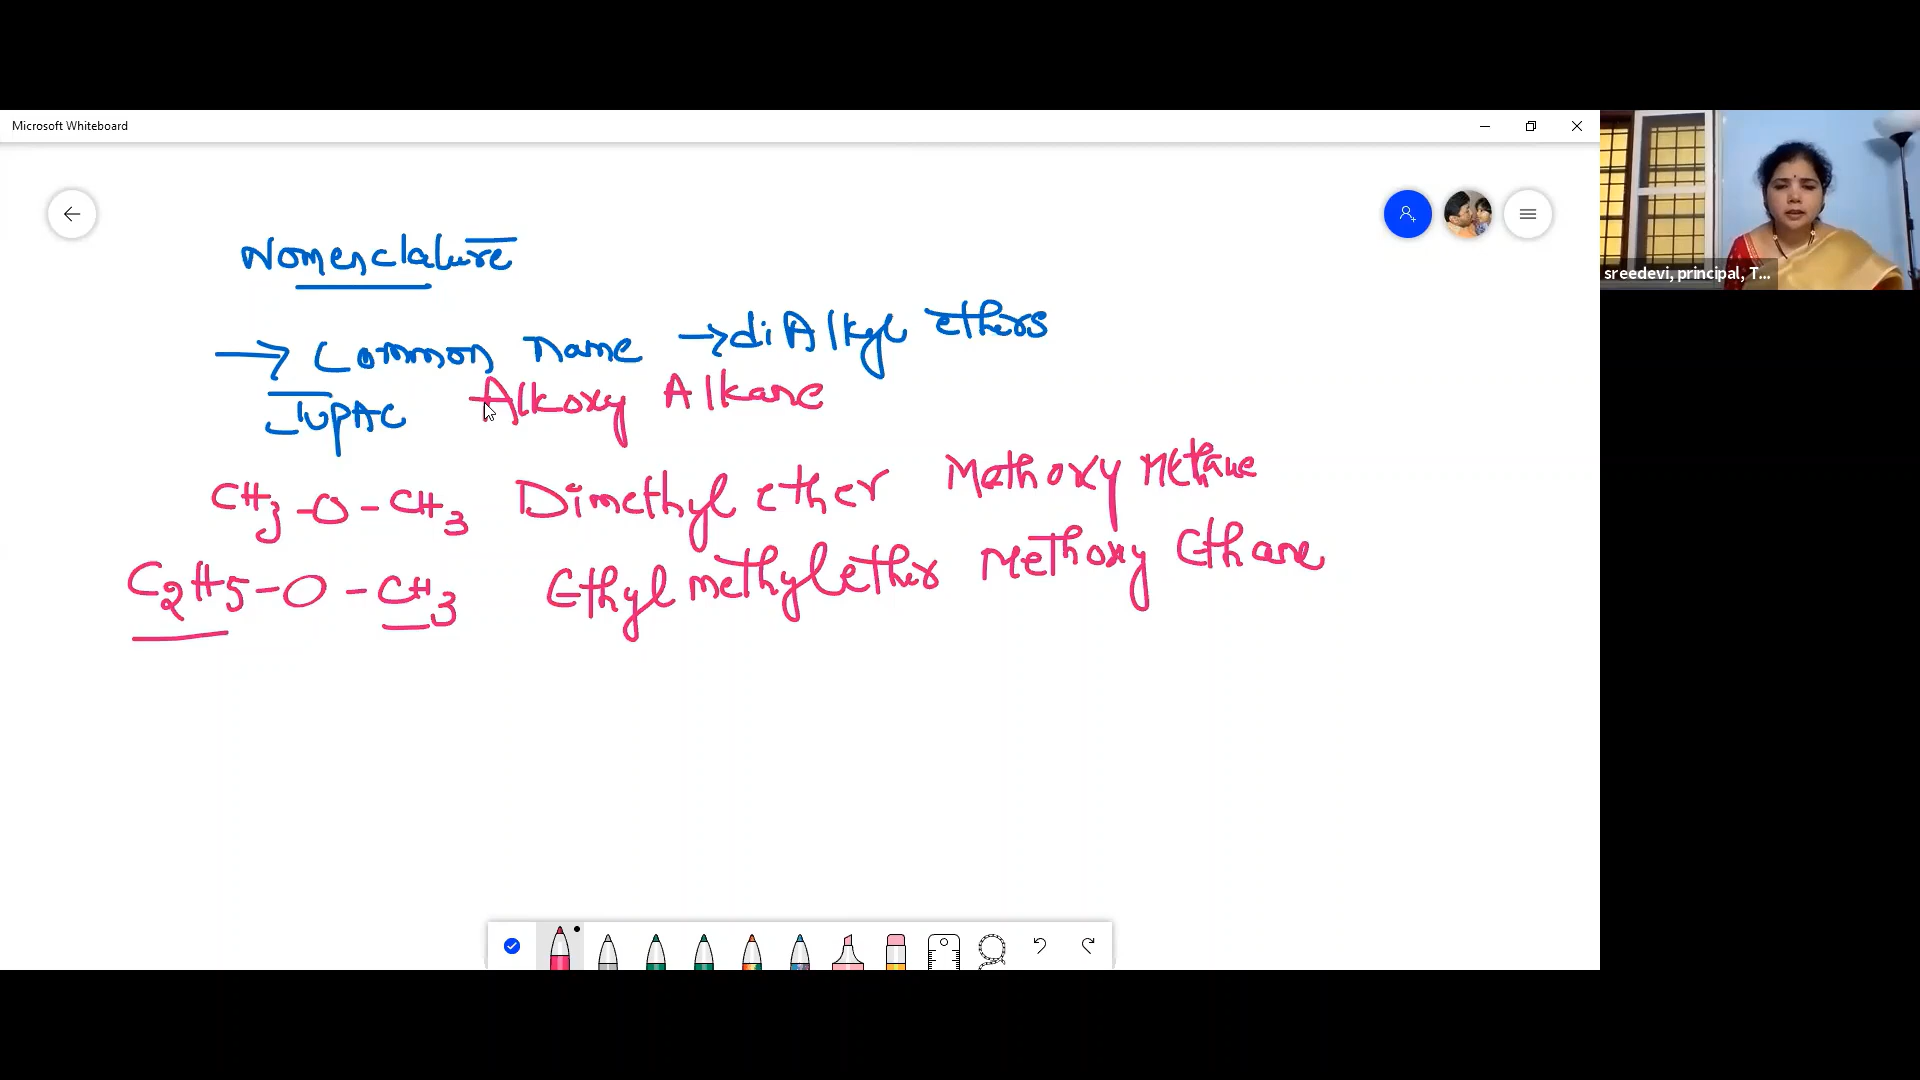 Microsoft Whiteboard
Nomenclature
→ Common name → diAlkyl ethers
IUPAC Alkoxy Alkane
CH3-O-CH3 Dimethyl ether Methoxy Metane
C2H5-O-CH3 Ethyl methyl ether Methoxy Ethane
sreedevi, principal, T...